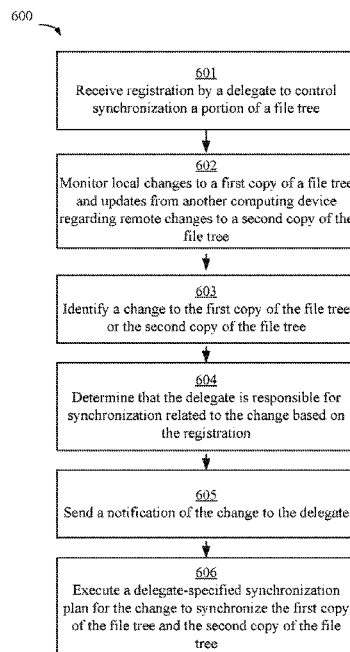 600
601
Receive registration by a delegate to control
synchronization a portion of a file tree
602
Monitor local changes to a first copy of a file tree
and updates from another computing device
regarding remote changes to a second copy of the
file tree
603
Identify a change to the first copy of the file tree
or the second copy of the file tree
604
Determine that the delegate is responsible for
synchronization related to the change based on
the registration
605
Send a notification of the change to the delegate
606
Execute a delegate-specified synchronization
plan for the change to synchronize the first copy
of the file tree and the second copy of the file
tree